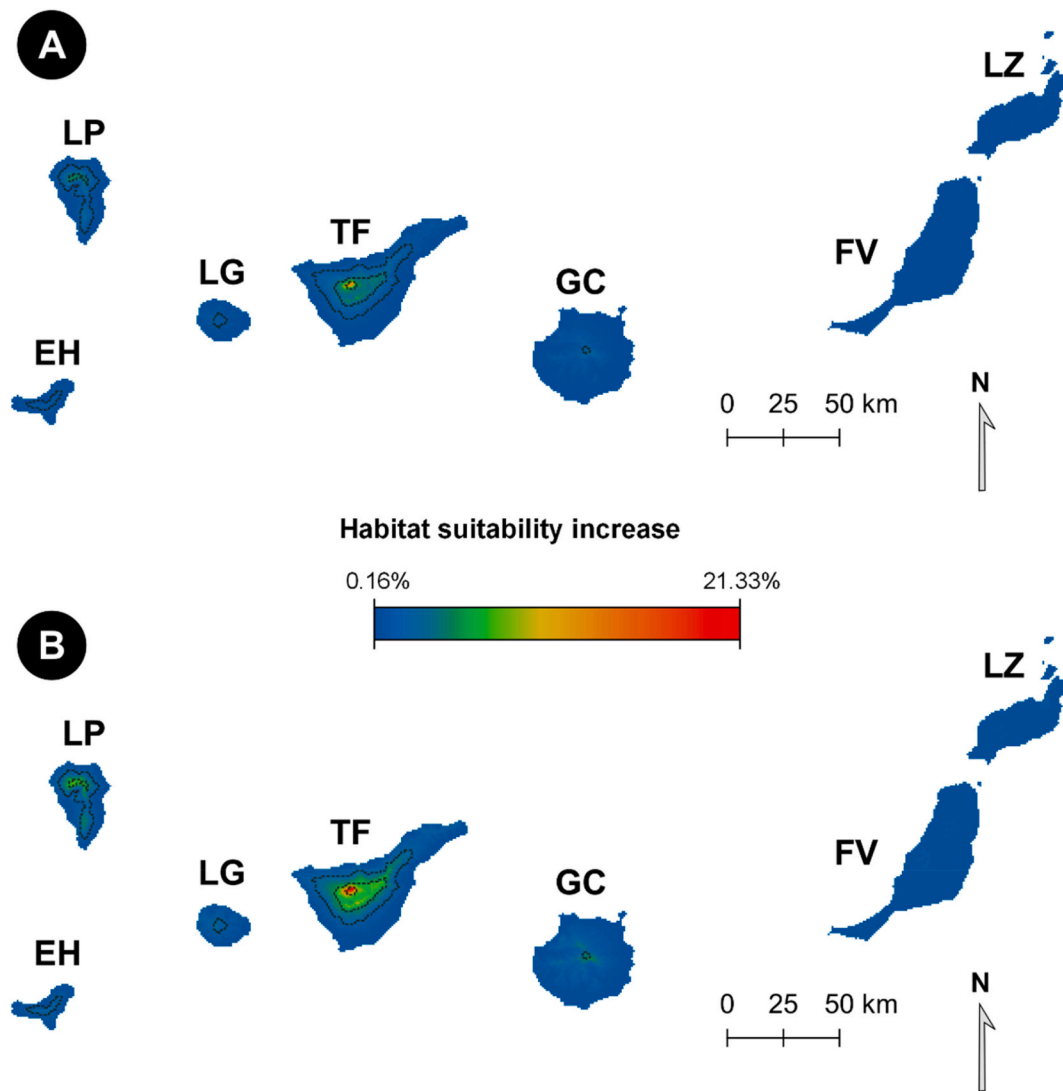 A
LZ
LP
TF
FV
LG
GC
EH
N
0 25 50 km
Habitat suitability increase
0.16% 21.33%
B
LZ
LP
TF
FV
LG
GC
EH
N
0 25 50 km